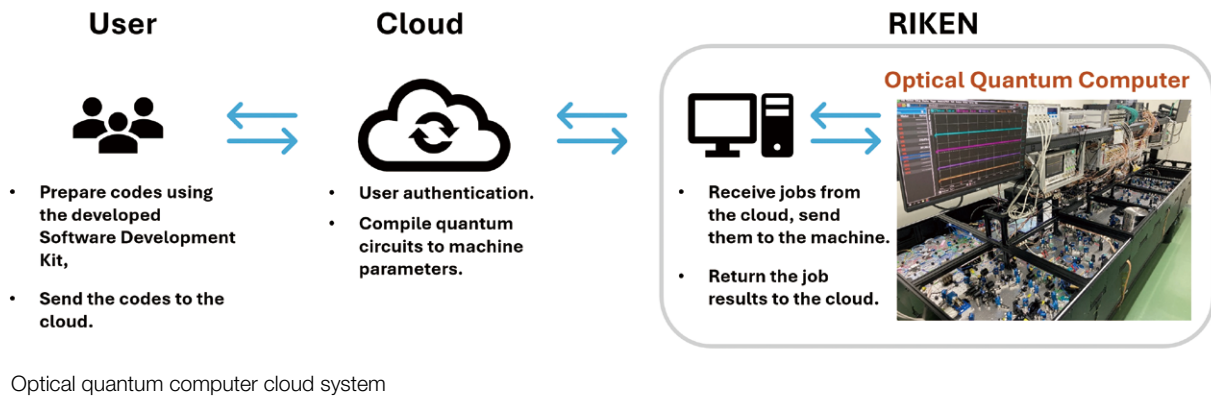 User
Cloud
RIKEN
Optical Quantum Computer
• Prepare codes using
the developed
Software Development
Kit,
• Send the codes to the
cloud.
• User authentication.
• Compile quantum
circuits to machine
parameters.
• Receive jobs from
the cloud, send
them to the machine.
• Return the job
results to the cloud.
Optical quantum computer cloud system